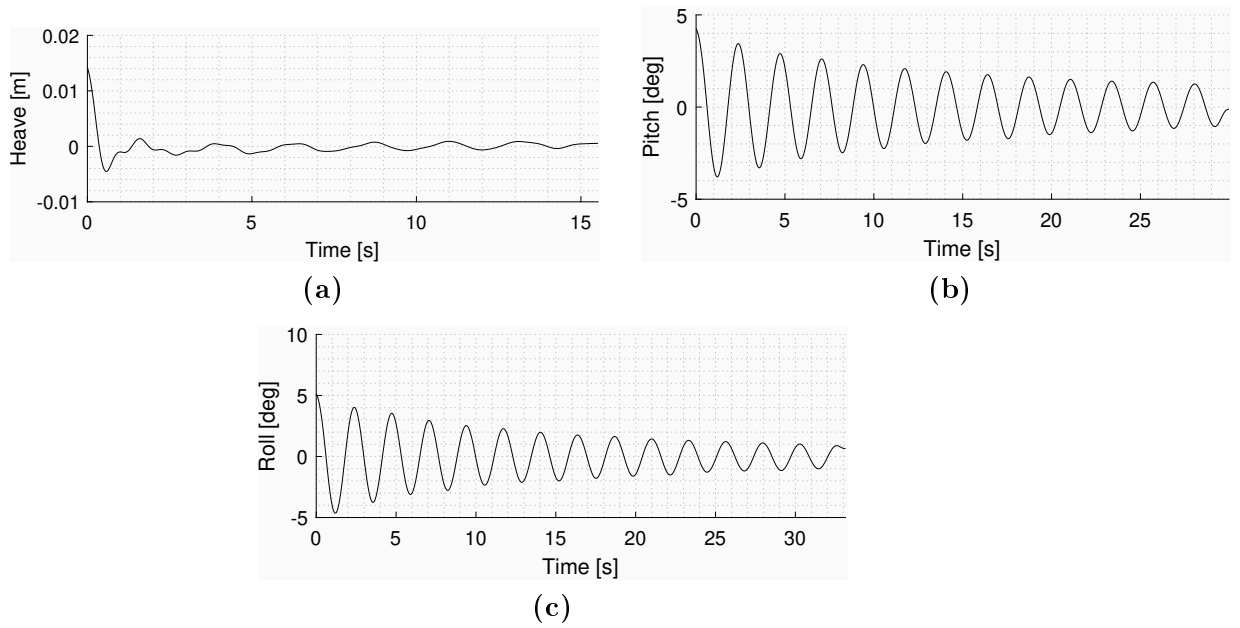 0.02
0.01
0
-0.01
Heave [m]
0 5 10 15
Time [s]
(a)
5
0
-5
Pitch [deg]
0 5 10 15 20 25
Time [s]
(b)
10
5
0
-5
Roll [deg]
0 5 10 15 20 25 30
Time [s]
(c)